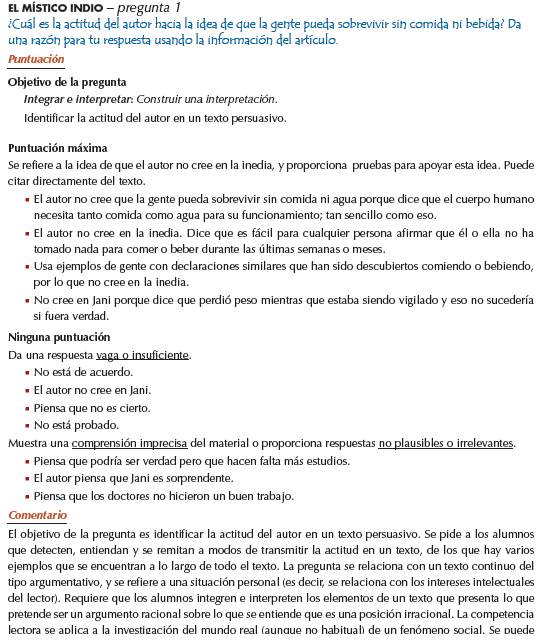 EL MÍSTICO INDIO – pregunta 1
¿Cuál es la actitud del autor hacia la idea de que la gente pueda sobrevivir sin comida ni bebida? Da
una razón para tu respuesta usando la información del artículo.
Puntuación
Objetivo de la pregunta
Integrar e interpretar: Construir una interpretación.
Identificar la actitud del autor en un texto persuasivo.
Puntuación máxima
Se refiere a la idea de que el autor no cree en la inedia, y proporciona pruebas para apoyar esta idea. Puede
citar directamente del texto.
▪ El autor no cree que la gente pueda sobrevivir sin comida ni agua porque dice que el cuerpo humano
necesita tanto comida como agua para su funcionamiento; tan sencillo como eso.
▪ El autor no cree en la inedia. Dice que es fácil para cualquier persona afirmar que él o ella no ha
tomado nada para comer o beber durante las últimas semanas o meses.
▪ Usa ejemplos de gente con declaraciones similares que han sido descubiertos comiendo o bebiendo,
por lo que no cree en la inedia.
▪ No cree en Jani porque dice que perdió peso mientras que estaba siendo vigilado y eso no sucedería
si fuera verdad.
Ninguna puntuación
Da una respuesta vaga o insuficiente.
▪ No está de acuerdo.
▪ El autor no cree en Jani.
▪ Piensa que no es cierto.
▪ No está probado.
Muestra una comprensión imprecisa del material o proporciona respuestas no plausibles o irrelevantes.
▪ Piensa que podría ser verdad pero que hacen falta más estudios.
▪ El autor piensa que Jani es sorprendente.
▪ Piensa que los doctores no hicieron un buen trabajo.
Comentario
El objetivo de la pregunta es identificar la actitud del autor en un texto persuasivo. Se pide a los alumnos
que detecten, entiendan y se remitan a modos de transmitir la actitud en un texto, de los que hay varios
ejemplos que se encuentran a lo largo de todo el texto. La pregunta se relaciona con un texto continuo del
tipo argumentativo, y se refiere a una situación personal (es decir, se relaciona con los intereses intelectuales
del lector). Requiere que los alumnos integren e interpreten los elementos de un texto que presenta lo que
pretende ser un argumento racional sobre lo que se entiende que es una posición irracional. La competencia
lectora se aplica a la investigación del mundo real (aunque no habitual) de un fenómeno social. Se puede